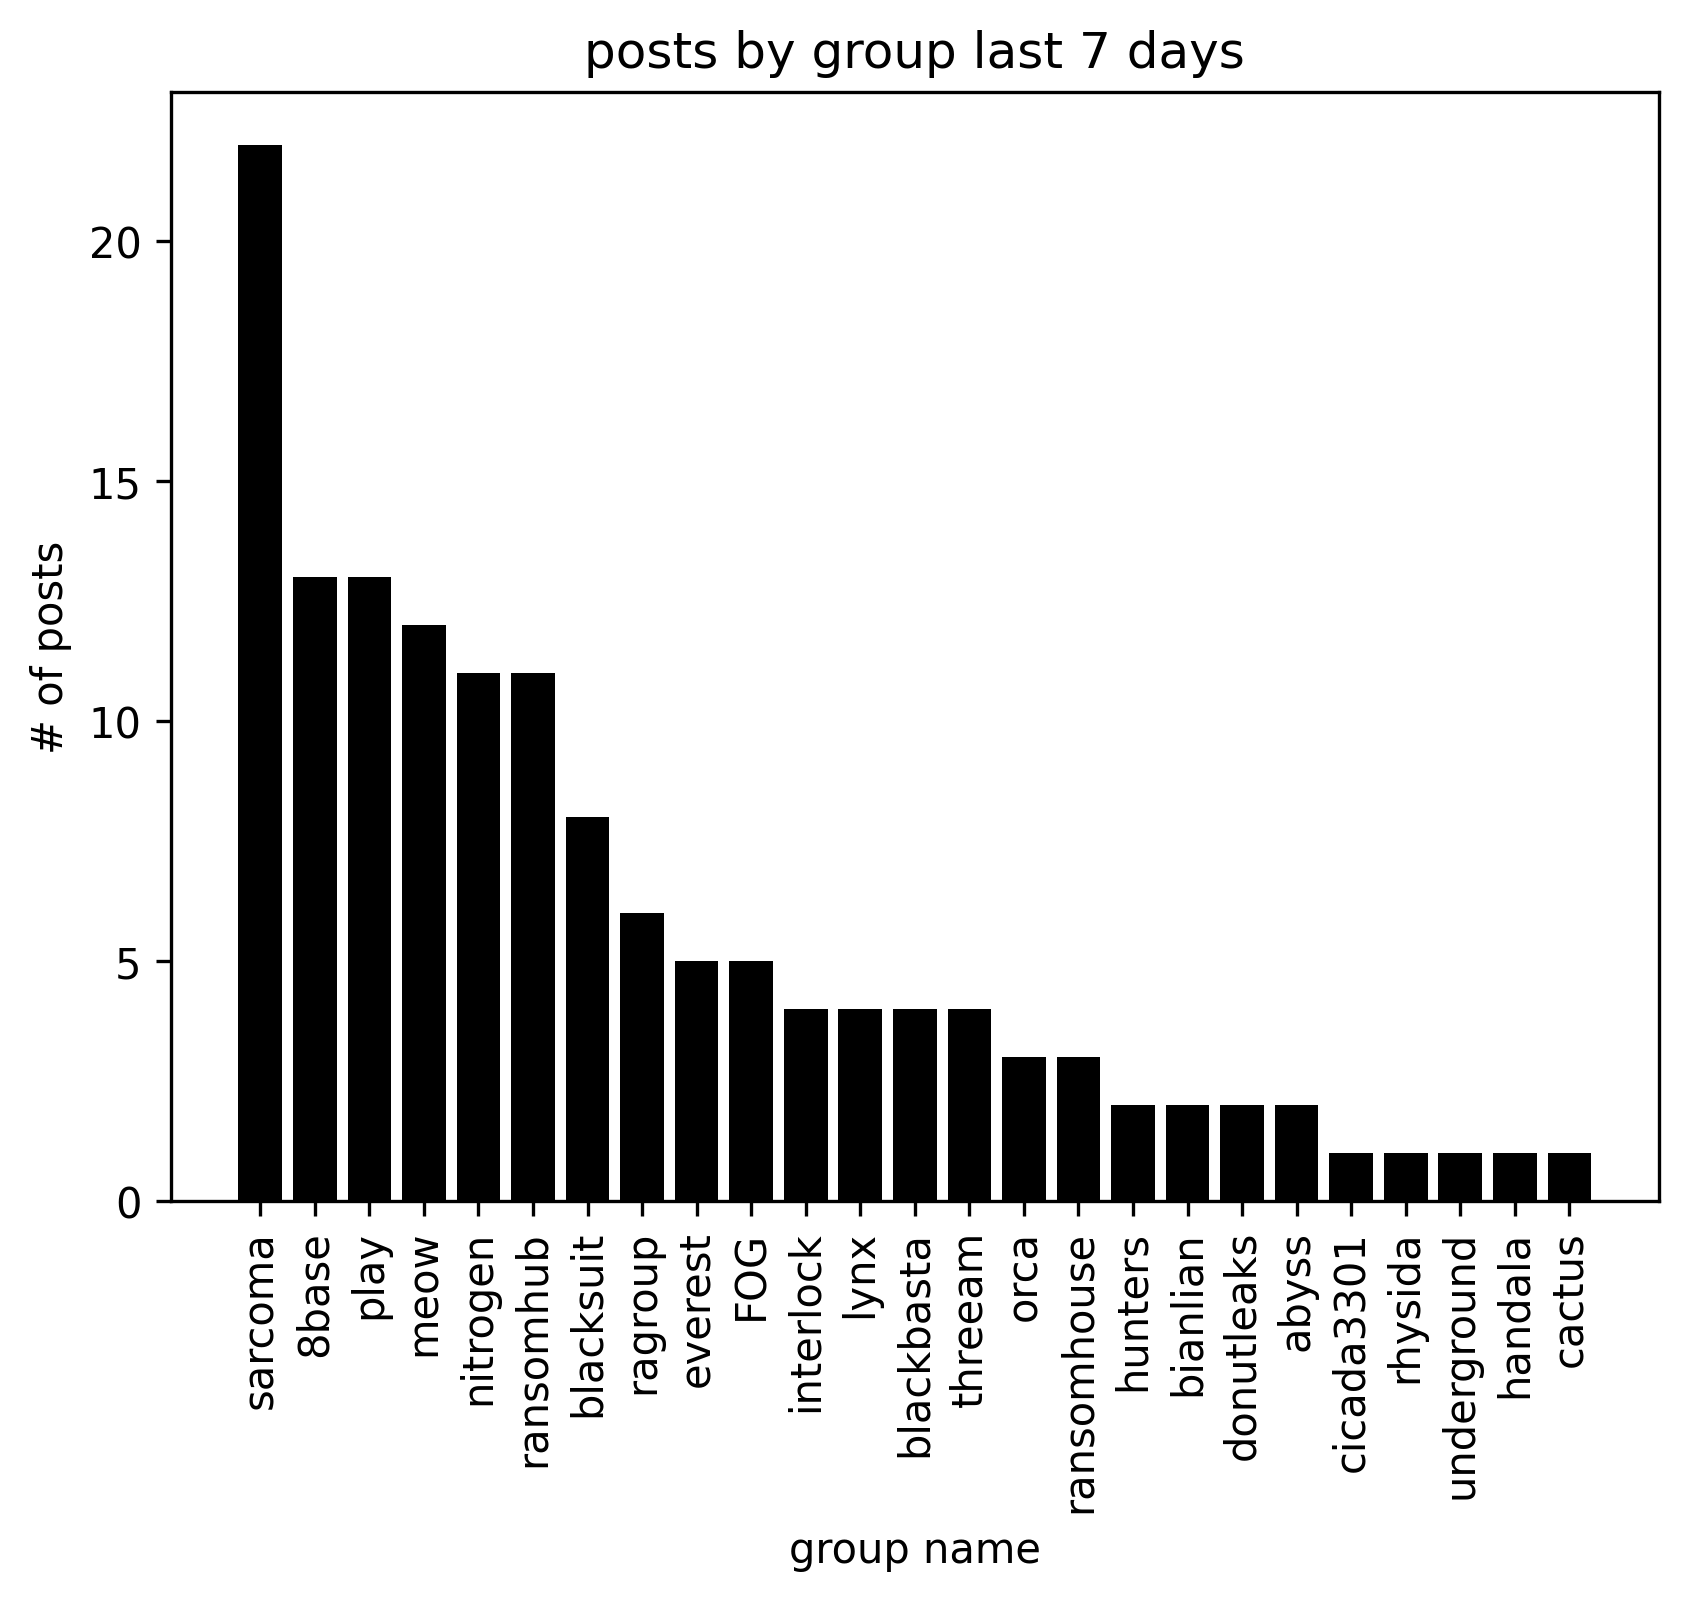 posts by group last 7 days
# of posts
20
15
10
5
0
sarcoma
8base
play
meow
nitrogen
ransomhub
blacksuit
ragroup
everest
FOG
interlock
lynx
blackbasta
threeam
orca
ransomhouse
hunters
bianlian
donutleaks
abyss
cicada3301
rhysida
underground
handala
cactus
group name